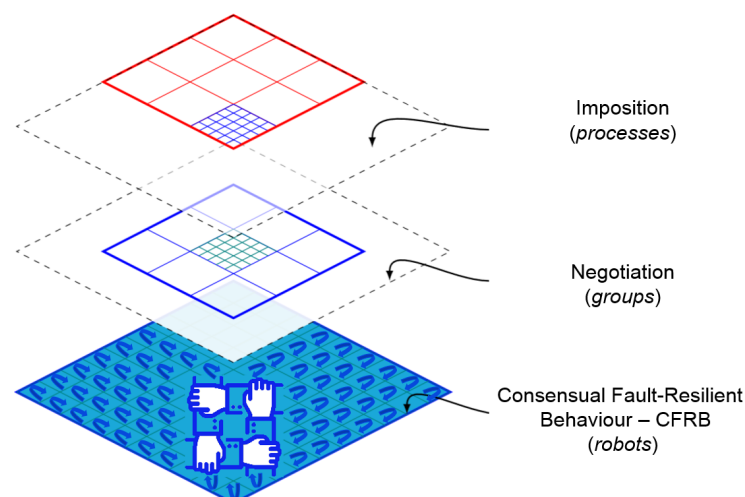 Imposition
(processes)
Negotiation
(groups)
Consensual Fault-Resilient
Behaviour – CFRB
(robots)